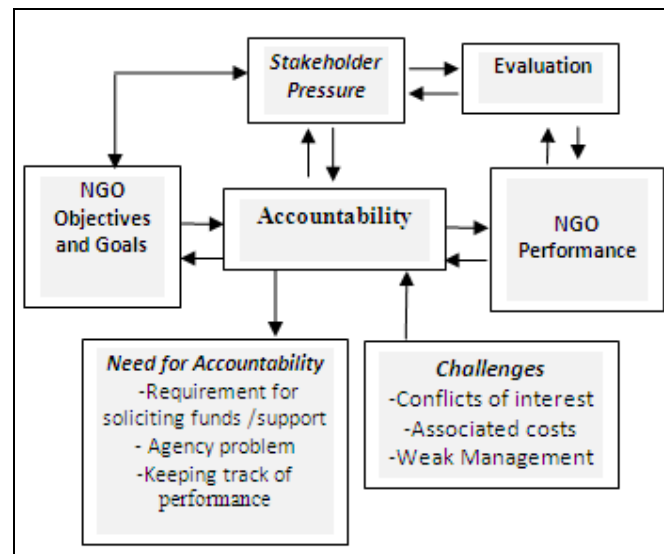 Stakeholder
Pressure
Evaluation
NGO
Objectives
and Goals
Accountability
NGO
Performance
Need for Accountability
-Requirement for
soliciting funds /support
- Agency problem
-Keeping track of
performance
Challenges
-Conflicts of interest
-Associated costs
-Weak Management